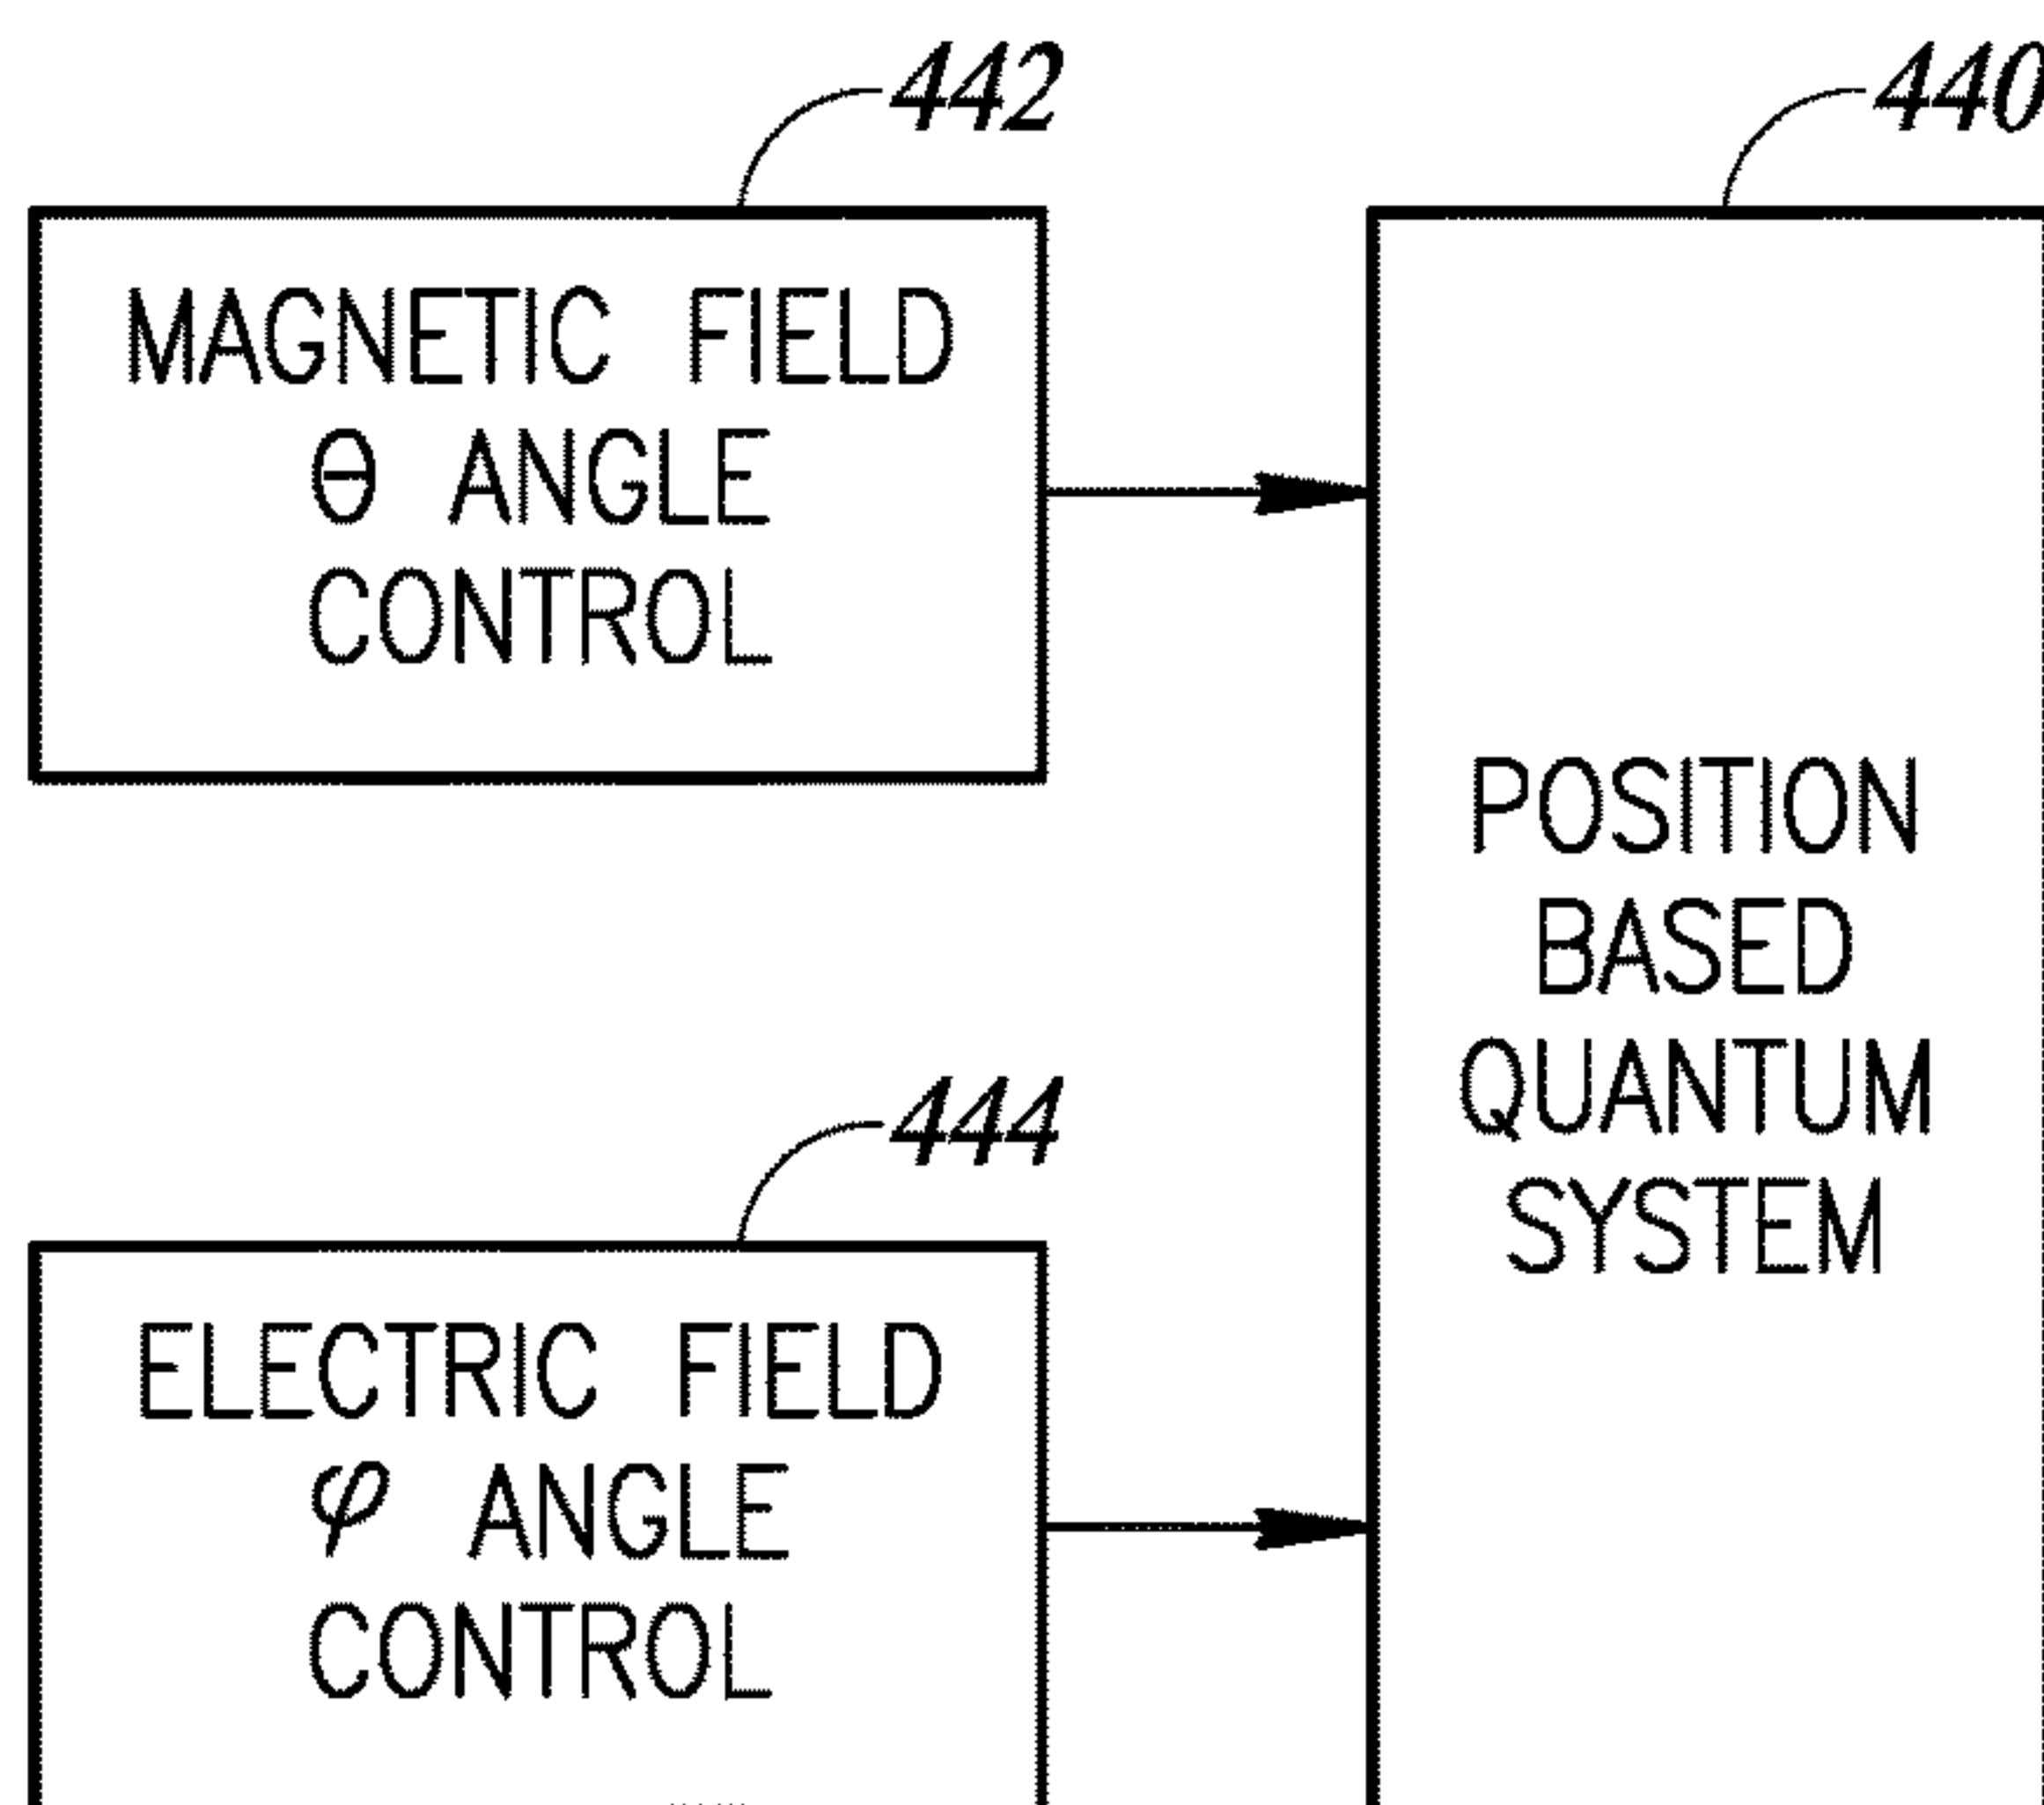 442
MAGNETIC FIELD
θ ANGLE
CONTROL
440
POSITION
BASED
QUANTUM
SYSTEM
444
ELECTRIC FIELD
φ ANGLE
CONTROL